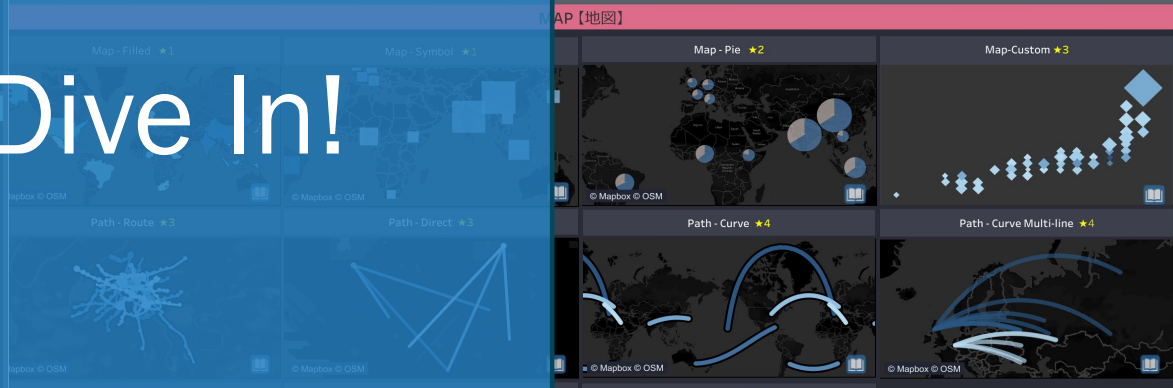 MAP【地図】
Map - Filled ★1
Map - Symbol ★1
Map - Pie ★2
Map-Custom ★3
Dive In!
Mapbox © OSM
© Mapbox © OSM
© Mapbox © OSM
Path - Route ★3
Path - Direct ★3
Path - Curve ★4
Path - Curve Multi-line ★4
Mapbox © OSM
© Mapbox © OSM
© Mapbox © OSM
© Mapbox © OSM